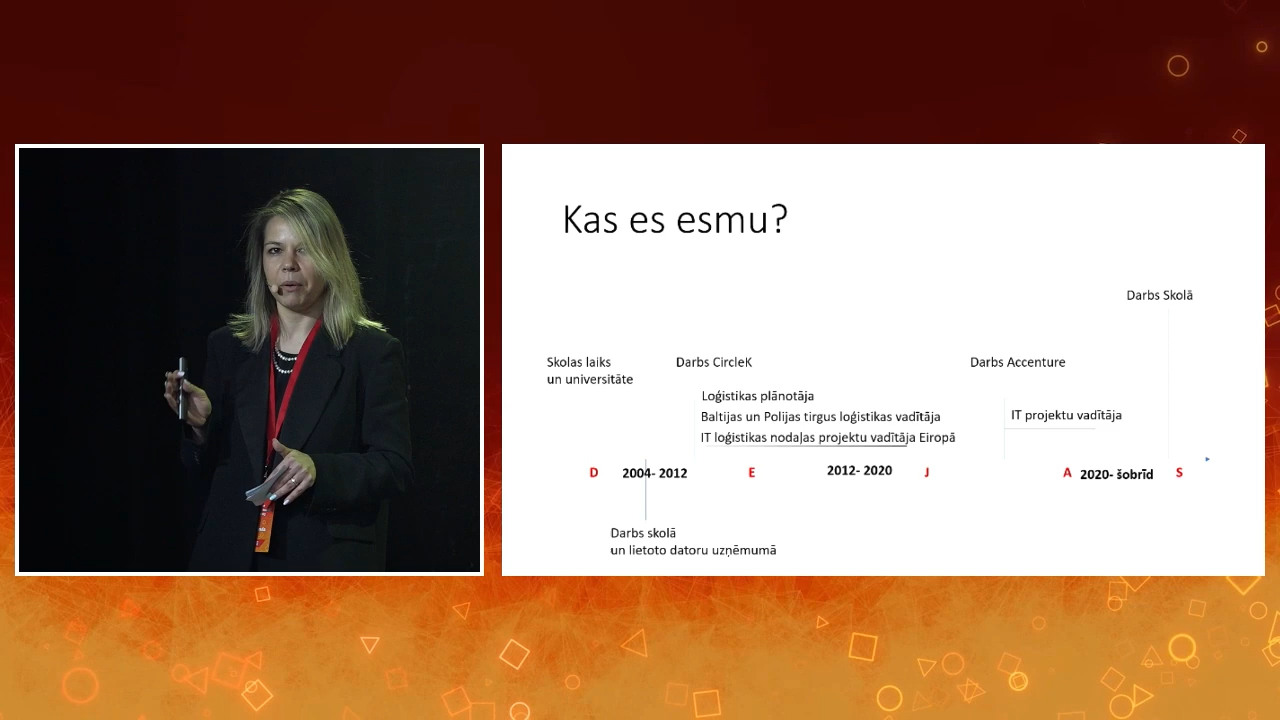 Kas es esmu?
Darbs Skolā
Skolas laiks
un universitāte
Darbs CircleK
Darbs Accenture
Loģistikas plānotāja
Baltijas un Polijas tirgus loģistikas vadītāja
IT loģistikas nodaļas projektu vadītāja Eiropā
IT projektu vadītāja
D 2004- 2012 E 2012- 2020 J A 2020- šobrīd S
Darbs skolā
un lietoto datoru uzņēmumā